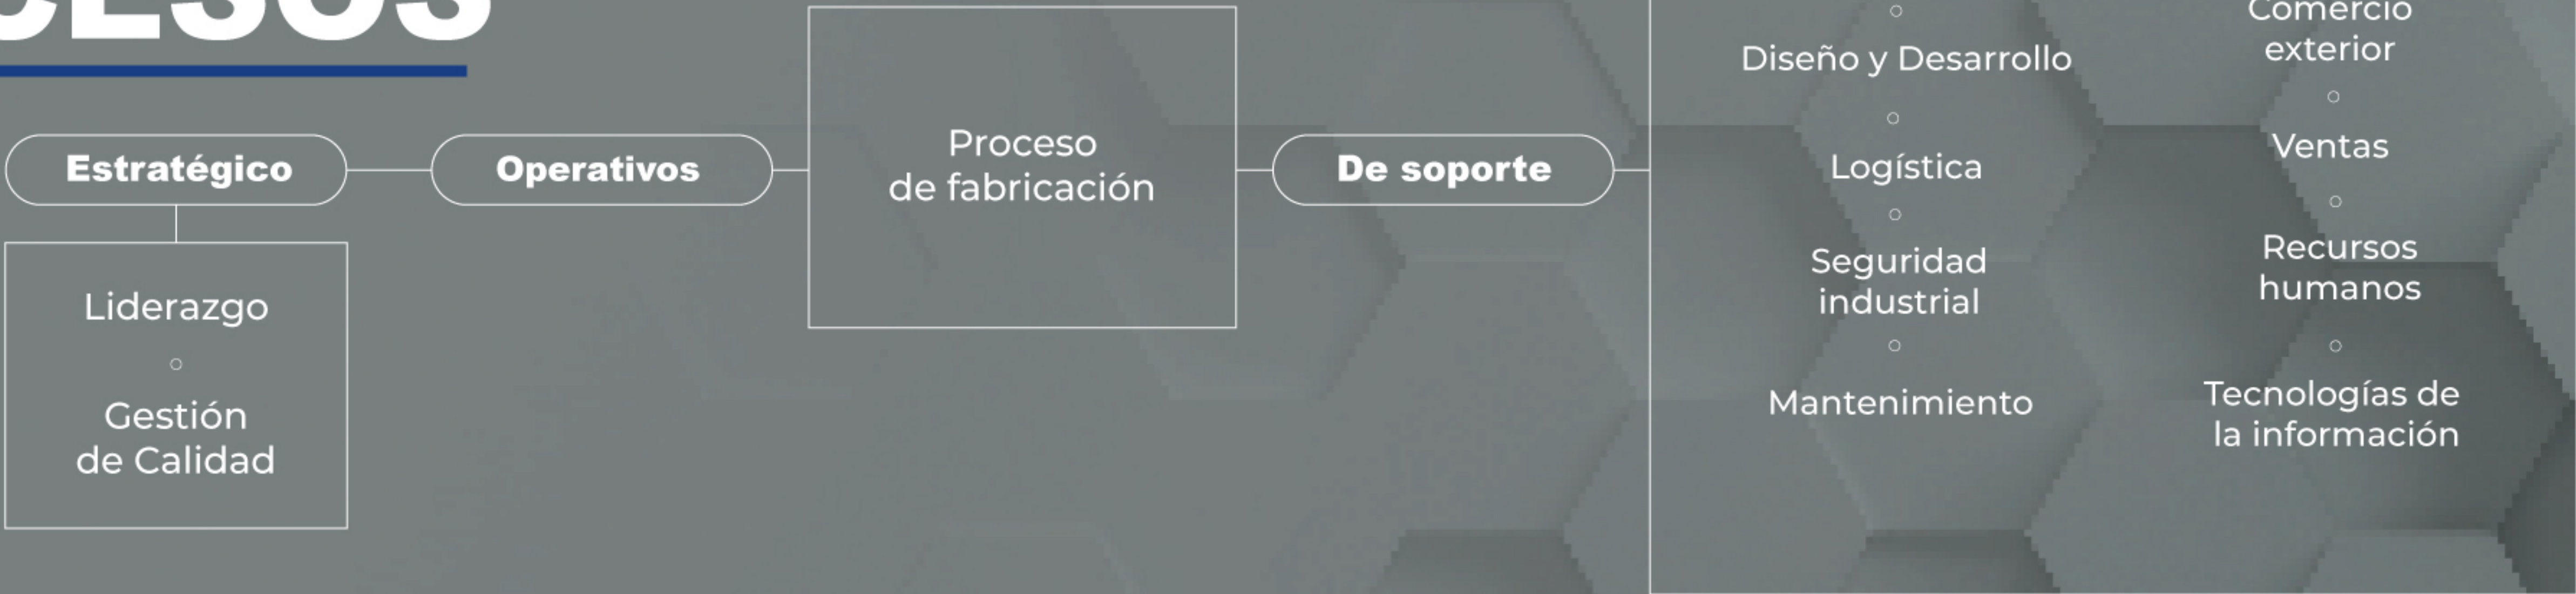 Estratégico
Liderazgo
Gestión
de Calidad
Operativos
Proceso
de fabricación
De soporte
Diseño y Desarrollo
Logística
Seguridad
industrial
Mantenimiento
Comercio
exterior
Ventas
Recursos
humanos
Tecnologías de
la información